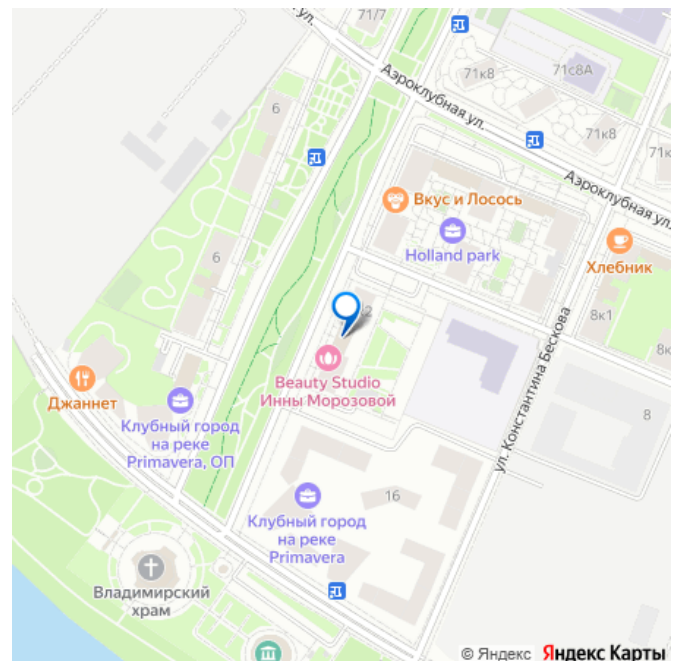 71/7
Аэроклубная ул.
71к8
71с8А
71к8
71к
6
Вкус и Лосось
Аэроклубная ул.
Holland park
Хлебник
6
8к1
8к
ул. Константина Бескова
Beauty Studio
Инны Морозовой
Джаннет
Клубный город
на реке
Primavera, ОП
8
16
Клубный город
на реке
Primavera
Владимирский
храм
© Яндекс Яндекс Карты